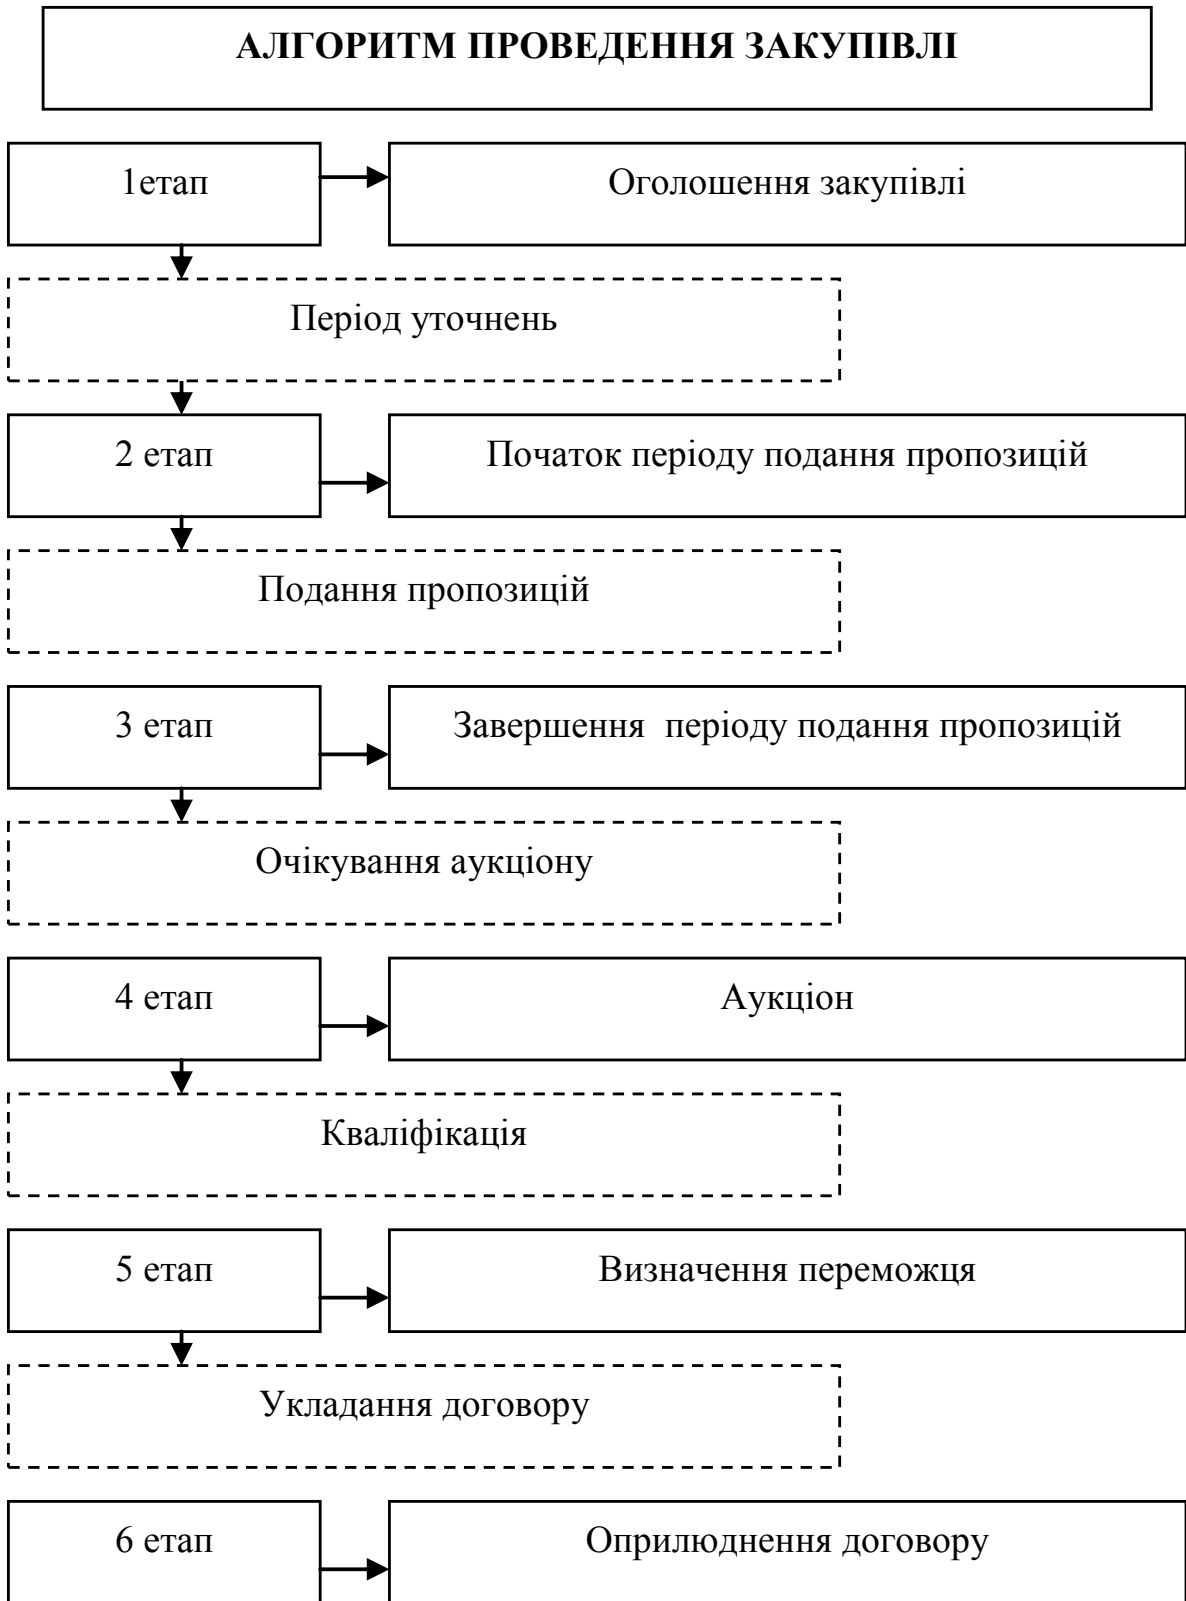 АЛГОРИТМ ПРОВЕДЕННЯ ЗАКУПІВЛІ
1етап
Оголошення закупівлі
Період уточнень
2 етап
Початок періоду подання пропозицій
Подання пропозицій
3 етап
Завершення періоду подання пропозицій
Очікування аукціону
4 етап
Аукціон
Кваліфікація
5 етап
Визначення переможця
Укладання договору
6 етап
Оприлюднення договору